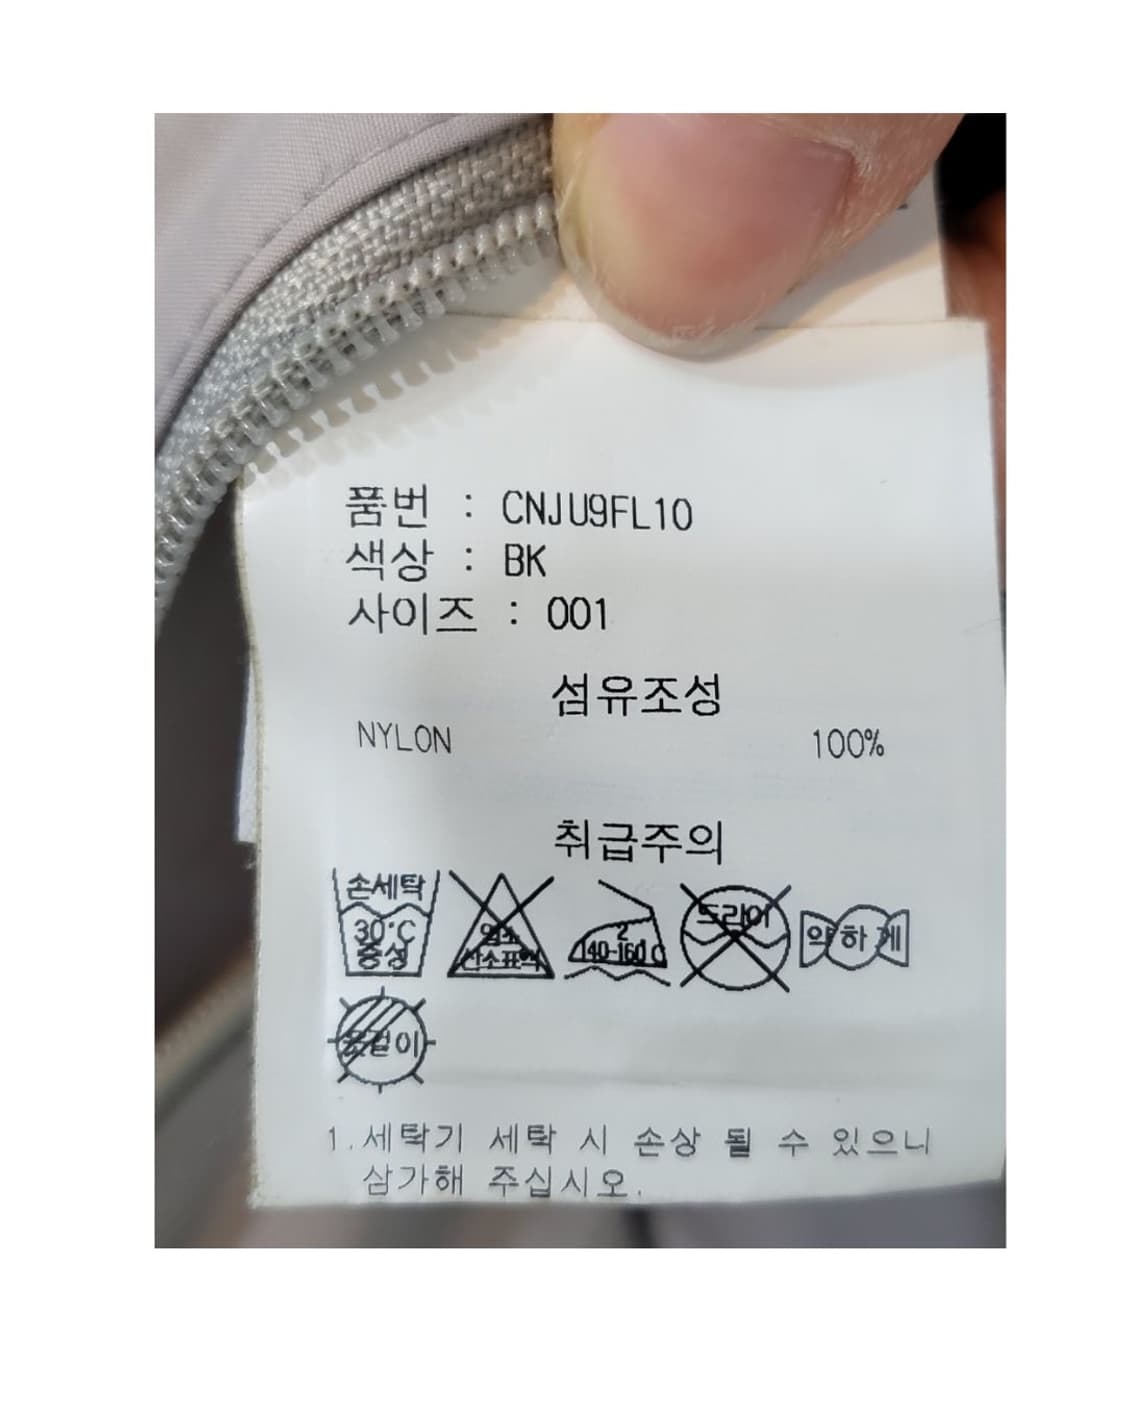 품번 : CNJU9FL10
색상 : BK
사이즈 : 001
섬유조성
NYLON 100%
취급주의
손세탁
30°C
중성
염소
산소표백
2
140-160 C
드라이
약하게
옷걸이
1.세탁기 세탁 시 손상 될 수 있으니
삼가해 주십시오.